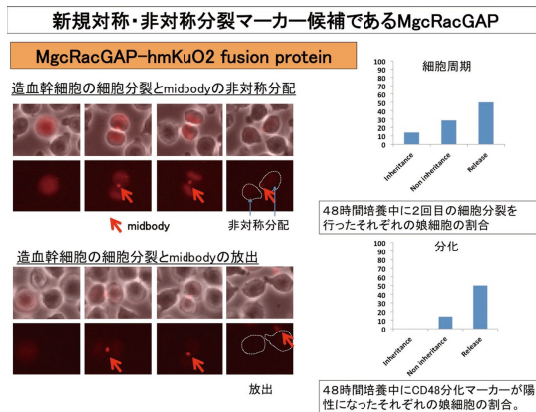 新規対称・非対称分裂マーカー候補であるMgcRacGAP
MgcRacGAP-hmKuO2 fusion protein
造血幹細胞の細胞分裂とmidbodyの非対称分配
midbody
非対称分配
造血幹細胞の細胞分裂とmidbodyの放出
放出
細胞周期
100
90
80
70
60
50
40
30
20
10
0
Inheritance
Non inheritance
Release
48時間培養中に2回目の細胞分裂を
行ったそれぞれの娘細胞の割合
分化
100
90
80
70
60
50
40
30
20
10
0
Inheritance
Non inheritance
Release
48時間培養中にCD48分化マーカーが陽
性になったそれぞれの娘細胞の割合。